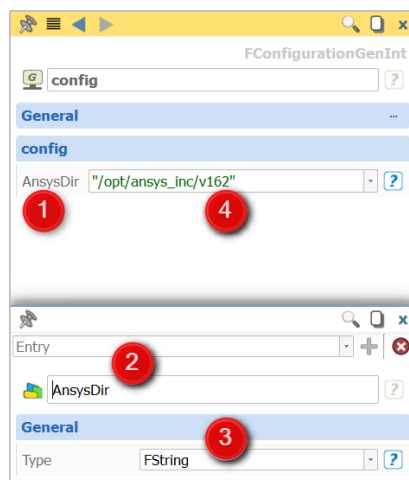 FConfigurationGenInt
G config ?
General ...
config
AnsysDir "/opt/ansys_inc/v162" ?
1 4
Entry
2
AnsysDir ?
General
3
Type FString ?